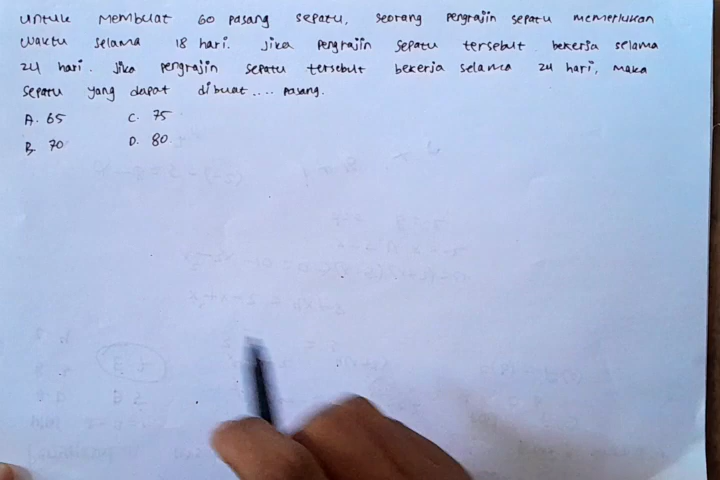 Untuk membuat 60 pasang sepatu, seorang pengrajin sepatu memerlukan
waktu selama 18 hari. Jika pengrajin sepatu tersebut bekerja selama
24 hari. Jika pengrajin sepatu tersebut bekerja selama 24 hari, maka
sepatu yang dapat dibuat .... pasang.
A. 65 C. 75
B. 70 D. 80